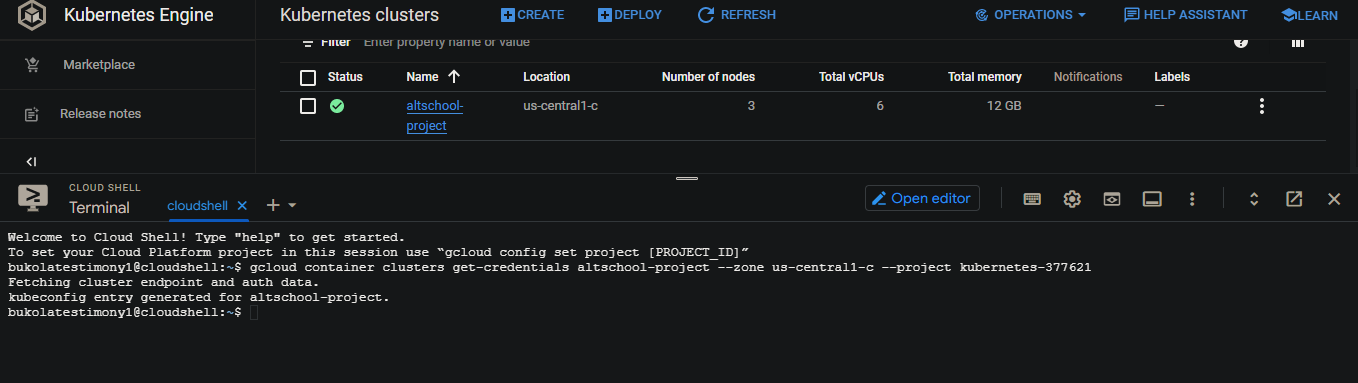 Kubernetes Engine
Kubernetes clusters
CREATE
DEPLOY
REFRESH
OPERATIONS
HELP ASSISTANT
LEARN
Marketplace
Release notes
Filter Enter property name or value
Status Name Location Number of nodes Total vCPUs Total memory Notifications Labels
altschool-project us-central1-c 3 6 12 GB —
CLOUD SHELL
Terminal
cloudshell
Open editor
Welcome to Cloud Shell! Type "help" to get started.
To set your Cloud Platform project in this session use “gcloud config set project [PROJECT_ID]”
bukolatestimony1@cloudshell:~$ gcloud container clusters get-credentials altschool-project --zone us-central1-c --project kubernetes-377621
Fetching cluster endpoint and auth data.
kubeconfig entry generated for altschool-project.
bukolatestimony1@cloudshell:~$